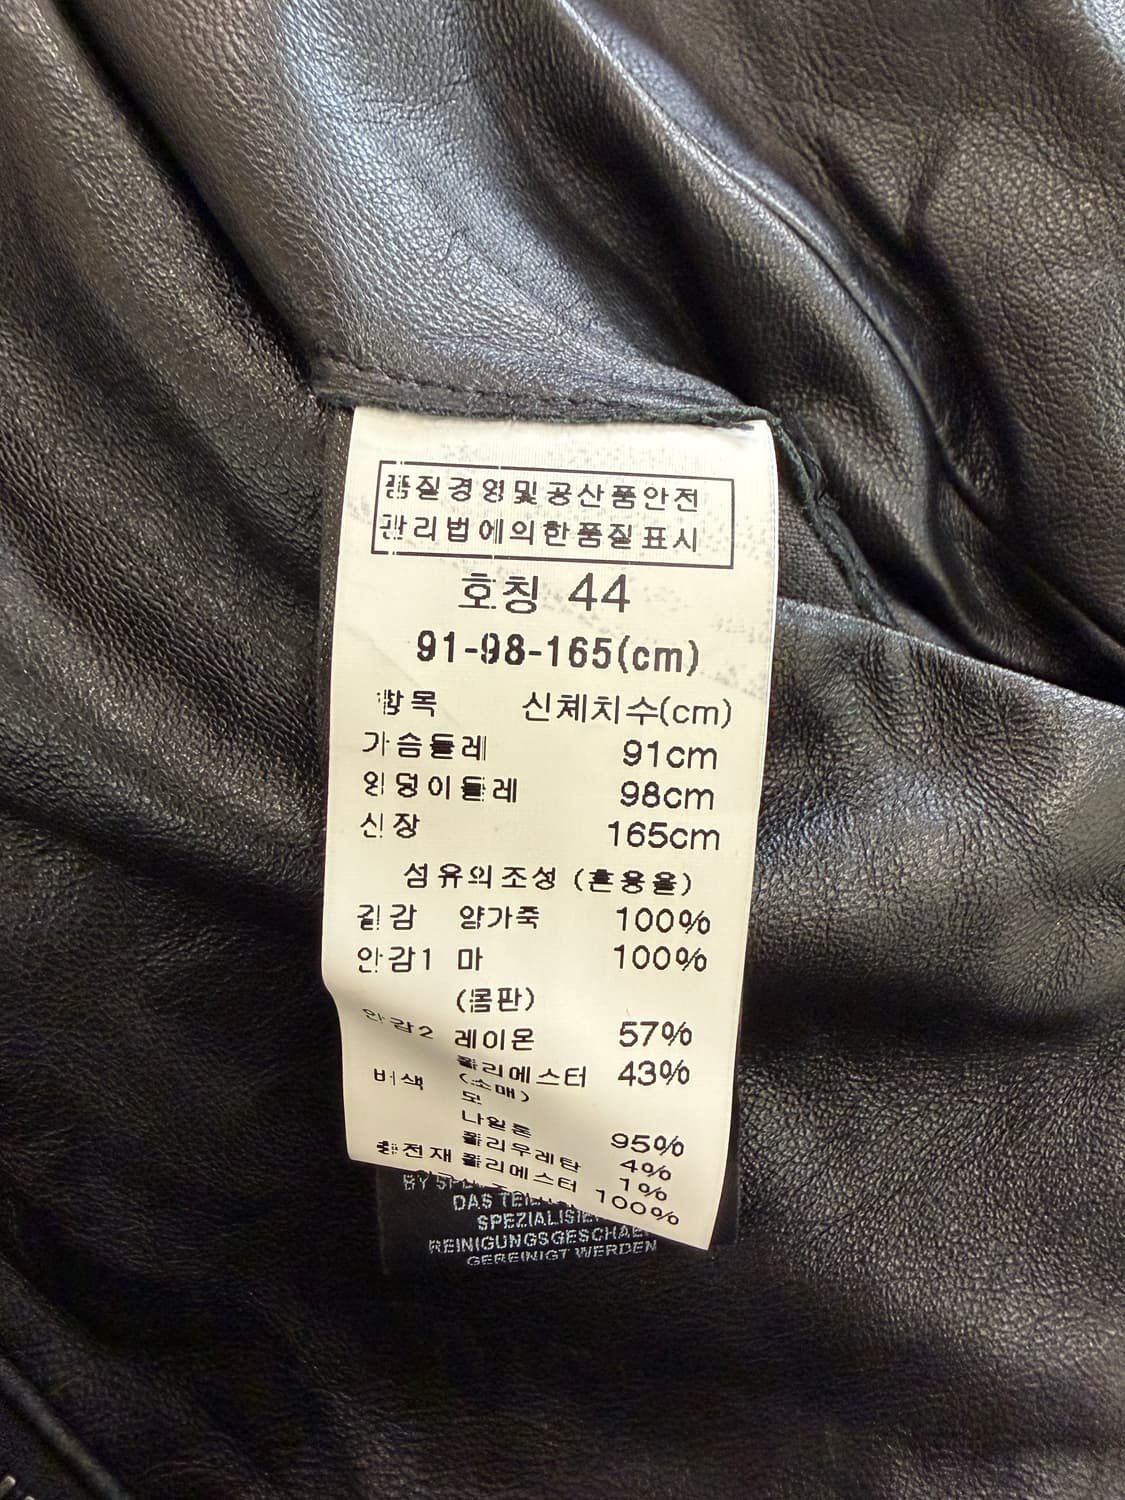 품질경영및공산품안전
관리법에의한품질표시
호칭 44
91-98-165(cm)
항목 신체치수(cm)
가슴둘레 91cm
엉덩이둘레 98cm
신장 165cm
섬유의조성 (혼용율)
겉감 양가죽 100%
안감1 마 100%
(몸판)
안감2 레이온 57%
폴리에스터 43%
(소매)
배색 모 95%
나일론 4%
폴리우레탄 1%
충전재 폴리에스터 100%
DAS
REINIGUNGSGESCHAE
GEREINIGT WERDEN